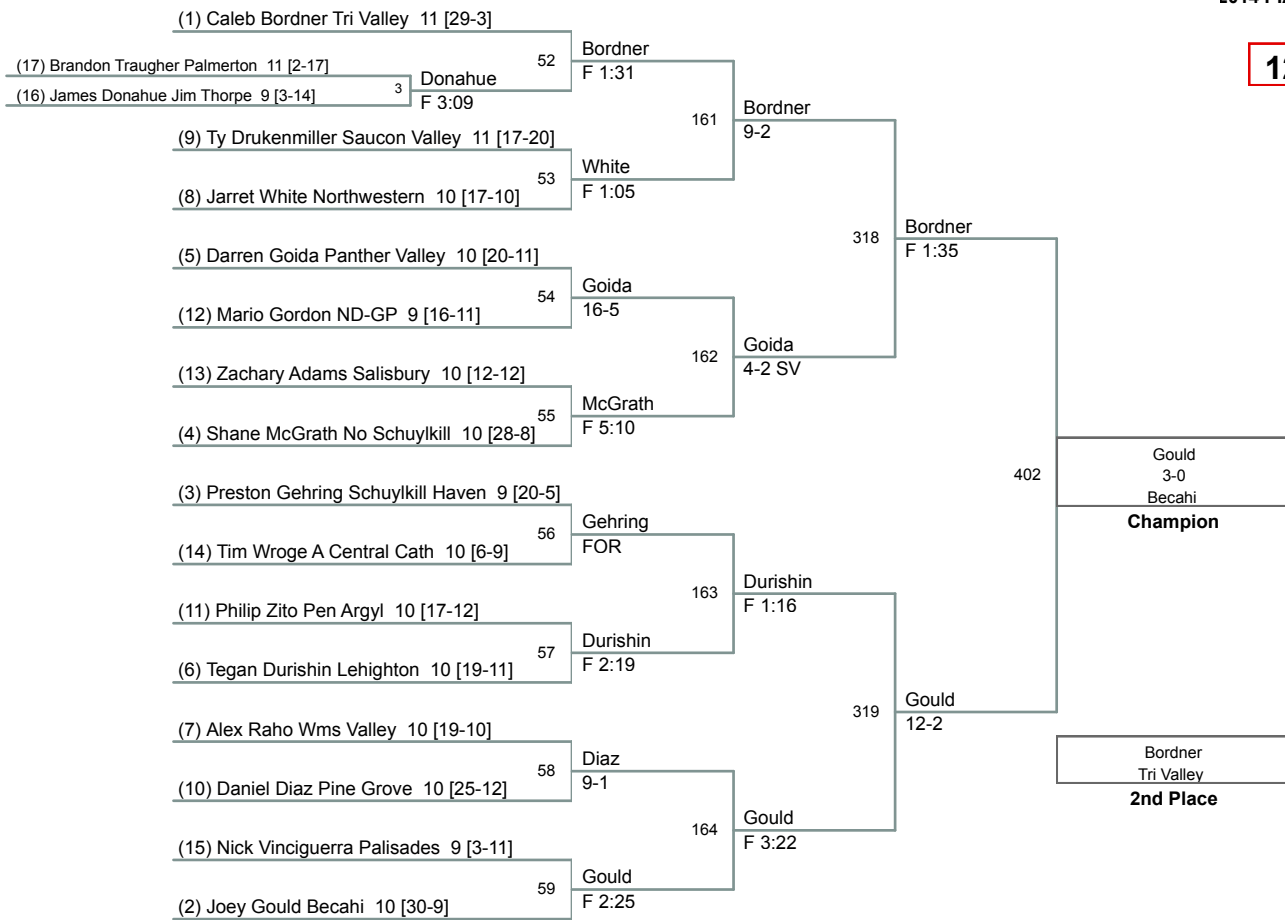 (1) Caleb Bordner Tri Valley 11 [29-3]
(17) Brandon Traugher Palmerton 11 [2-17]
(16) James Donahue Jim Thorpe 9 [3-14]
3
Donahue
F 3:09
52
Bordner
F 1:31
(9) Ty Drukenmiller Saucon Valley 11 [17-20]
(8) Jarret White Northwestern 10 [17-10]
53
White
F 1:05
161
Bordner
9-2
(5) Darren Goida Panther Valley 10 [20-11]
(12) Mario Gordon ND-GP 9 [16-11]
54
Goida
16-5
(13) Zachary Adams Salisbury 10 [12-12]
(4) Shane McGrath No Schuylkill 10 [28-8]
55
McGrath
F 5:10
162
Goida
4-2 SV
318
Bordner
F 1:35
(3) Preston Gehring Schuylkill Haven 9 [20-5]
(14) Tim Wroge A Central Cath 10 [6-9]
56
Gehring
FOR
(11) Philip Zito Pen Argyl 10 [17-12]
(6) Tegan Durishin Lehighton 10 [19-11]
57
Durishin
F 2:19
163
Durishin
F 1:16
(7) Alex Raho Wms Valley 10 [19-10]
(10) Daniel Diaz Pine Grove 10 [25-12]
58
Diaz
9-1
(15) Nick Vinciguerra Palisades 9 [3-11]
(2) Joey Gould Becahi 10 [30-9]
59
Gould
F 2:25
164
Gould
F 3:22
319
Gould
12-2
402
Gould
3-0
Becahi
Champion
Bordner
Tri Valley
2nd Place